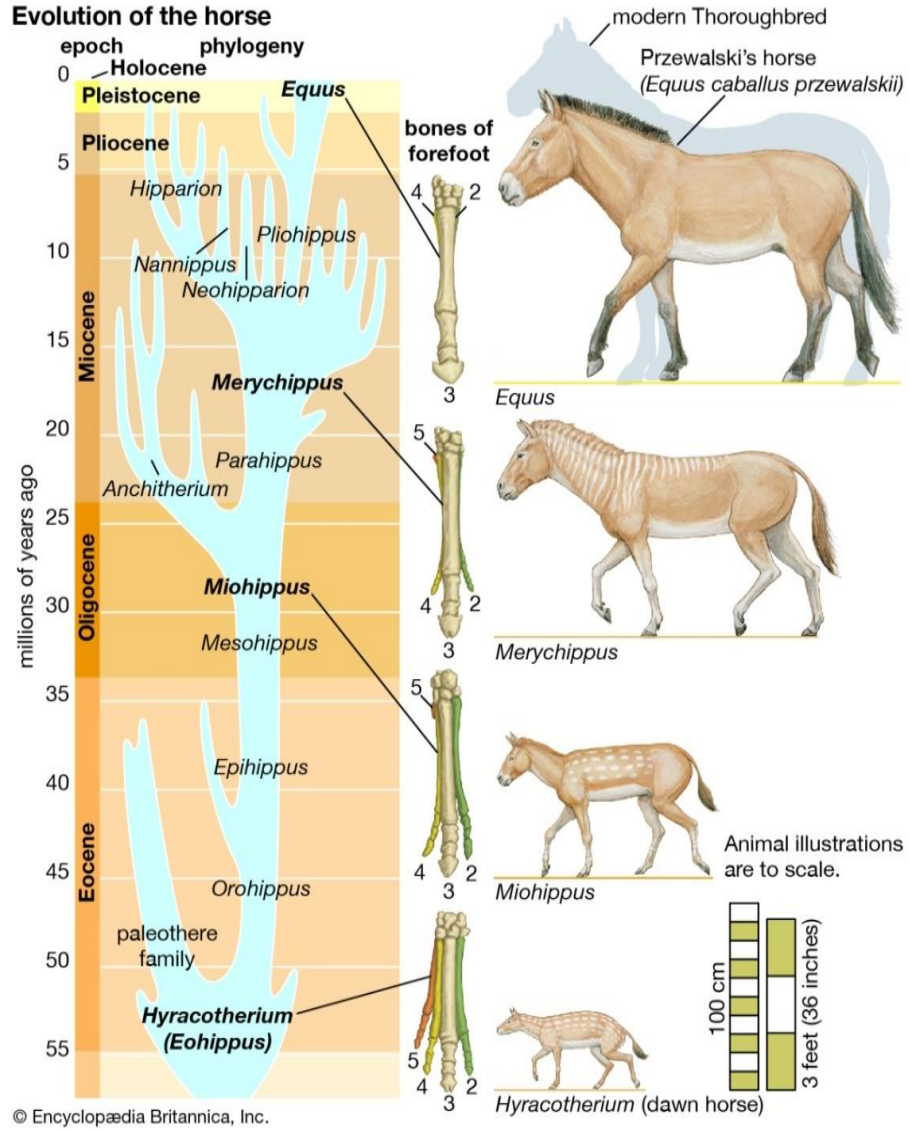 Evolution of the horse
epoch
phylogeny
0
Holocene
Pleistocene
Pliocene
5
Miocene
10
15
20
25
Oligocene
30
35
Eocene
40
45
50
55
millions of years ago
Equus
Hipparion
Pliohippus
Nannippus
Neohipparion
Merychippus
Parahippus
Anchitherium
Miohippus
Mesohippus
Epihippus
Orohippus
paleothere
family
Hyracotherium
(Eohippus)
bones of
forefoot
4
2
3
5
4
2
3
5
4
2
3
5
4
2
3
modern Thoroughbred
Przewalski's horse
(Equus caballus przewalskii)
Equus
Merychippus
Miohippus
Hyracotherium (dawn horse)
Animal illustrations
are to scale.
100 cm
3 feet (36 inches)
© Encyclopædia Britannica, Inc.